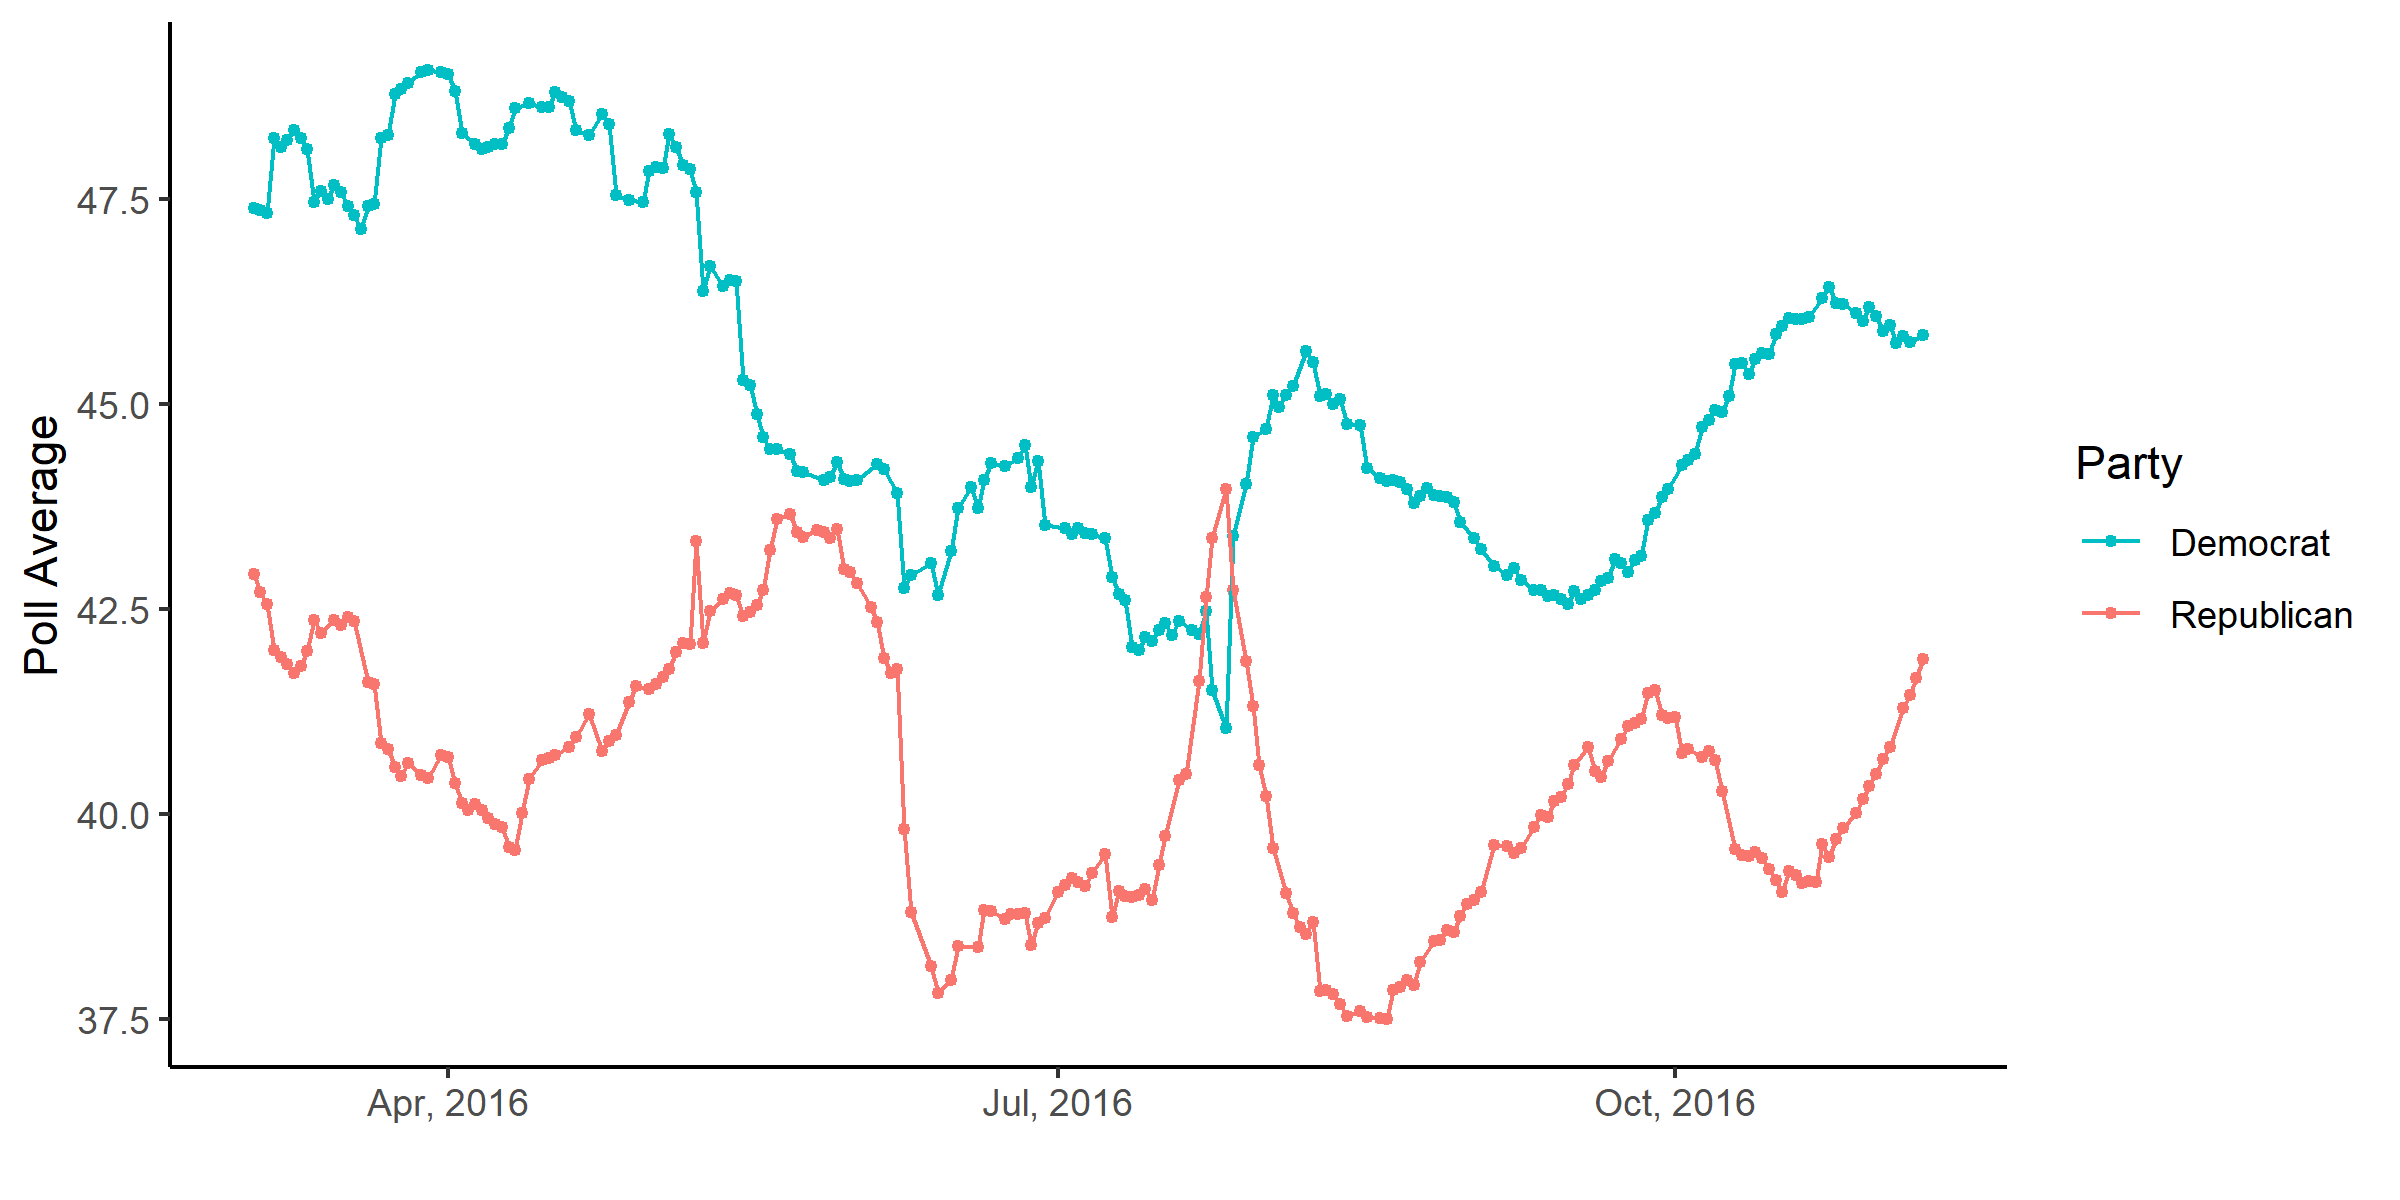 Poll Average
47.5
45.0
42.5
40.0
37.5
Apr, 2016
Jul, 2016
Oct, 2016
Party
Democrat
Republican